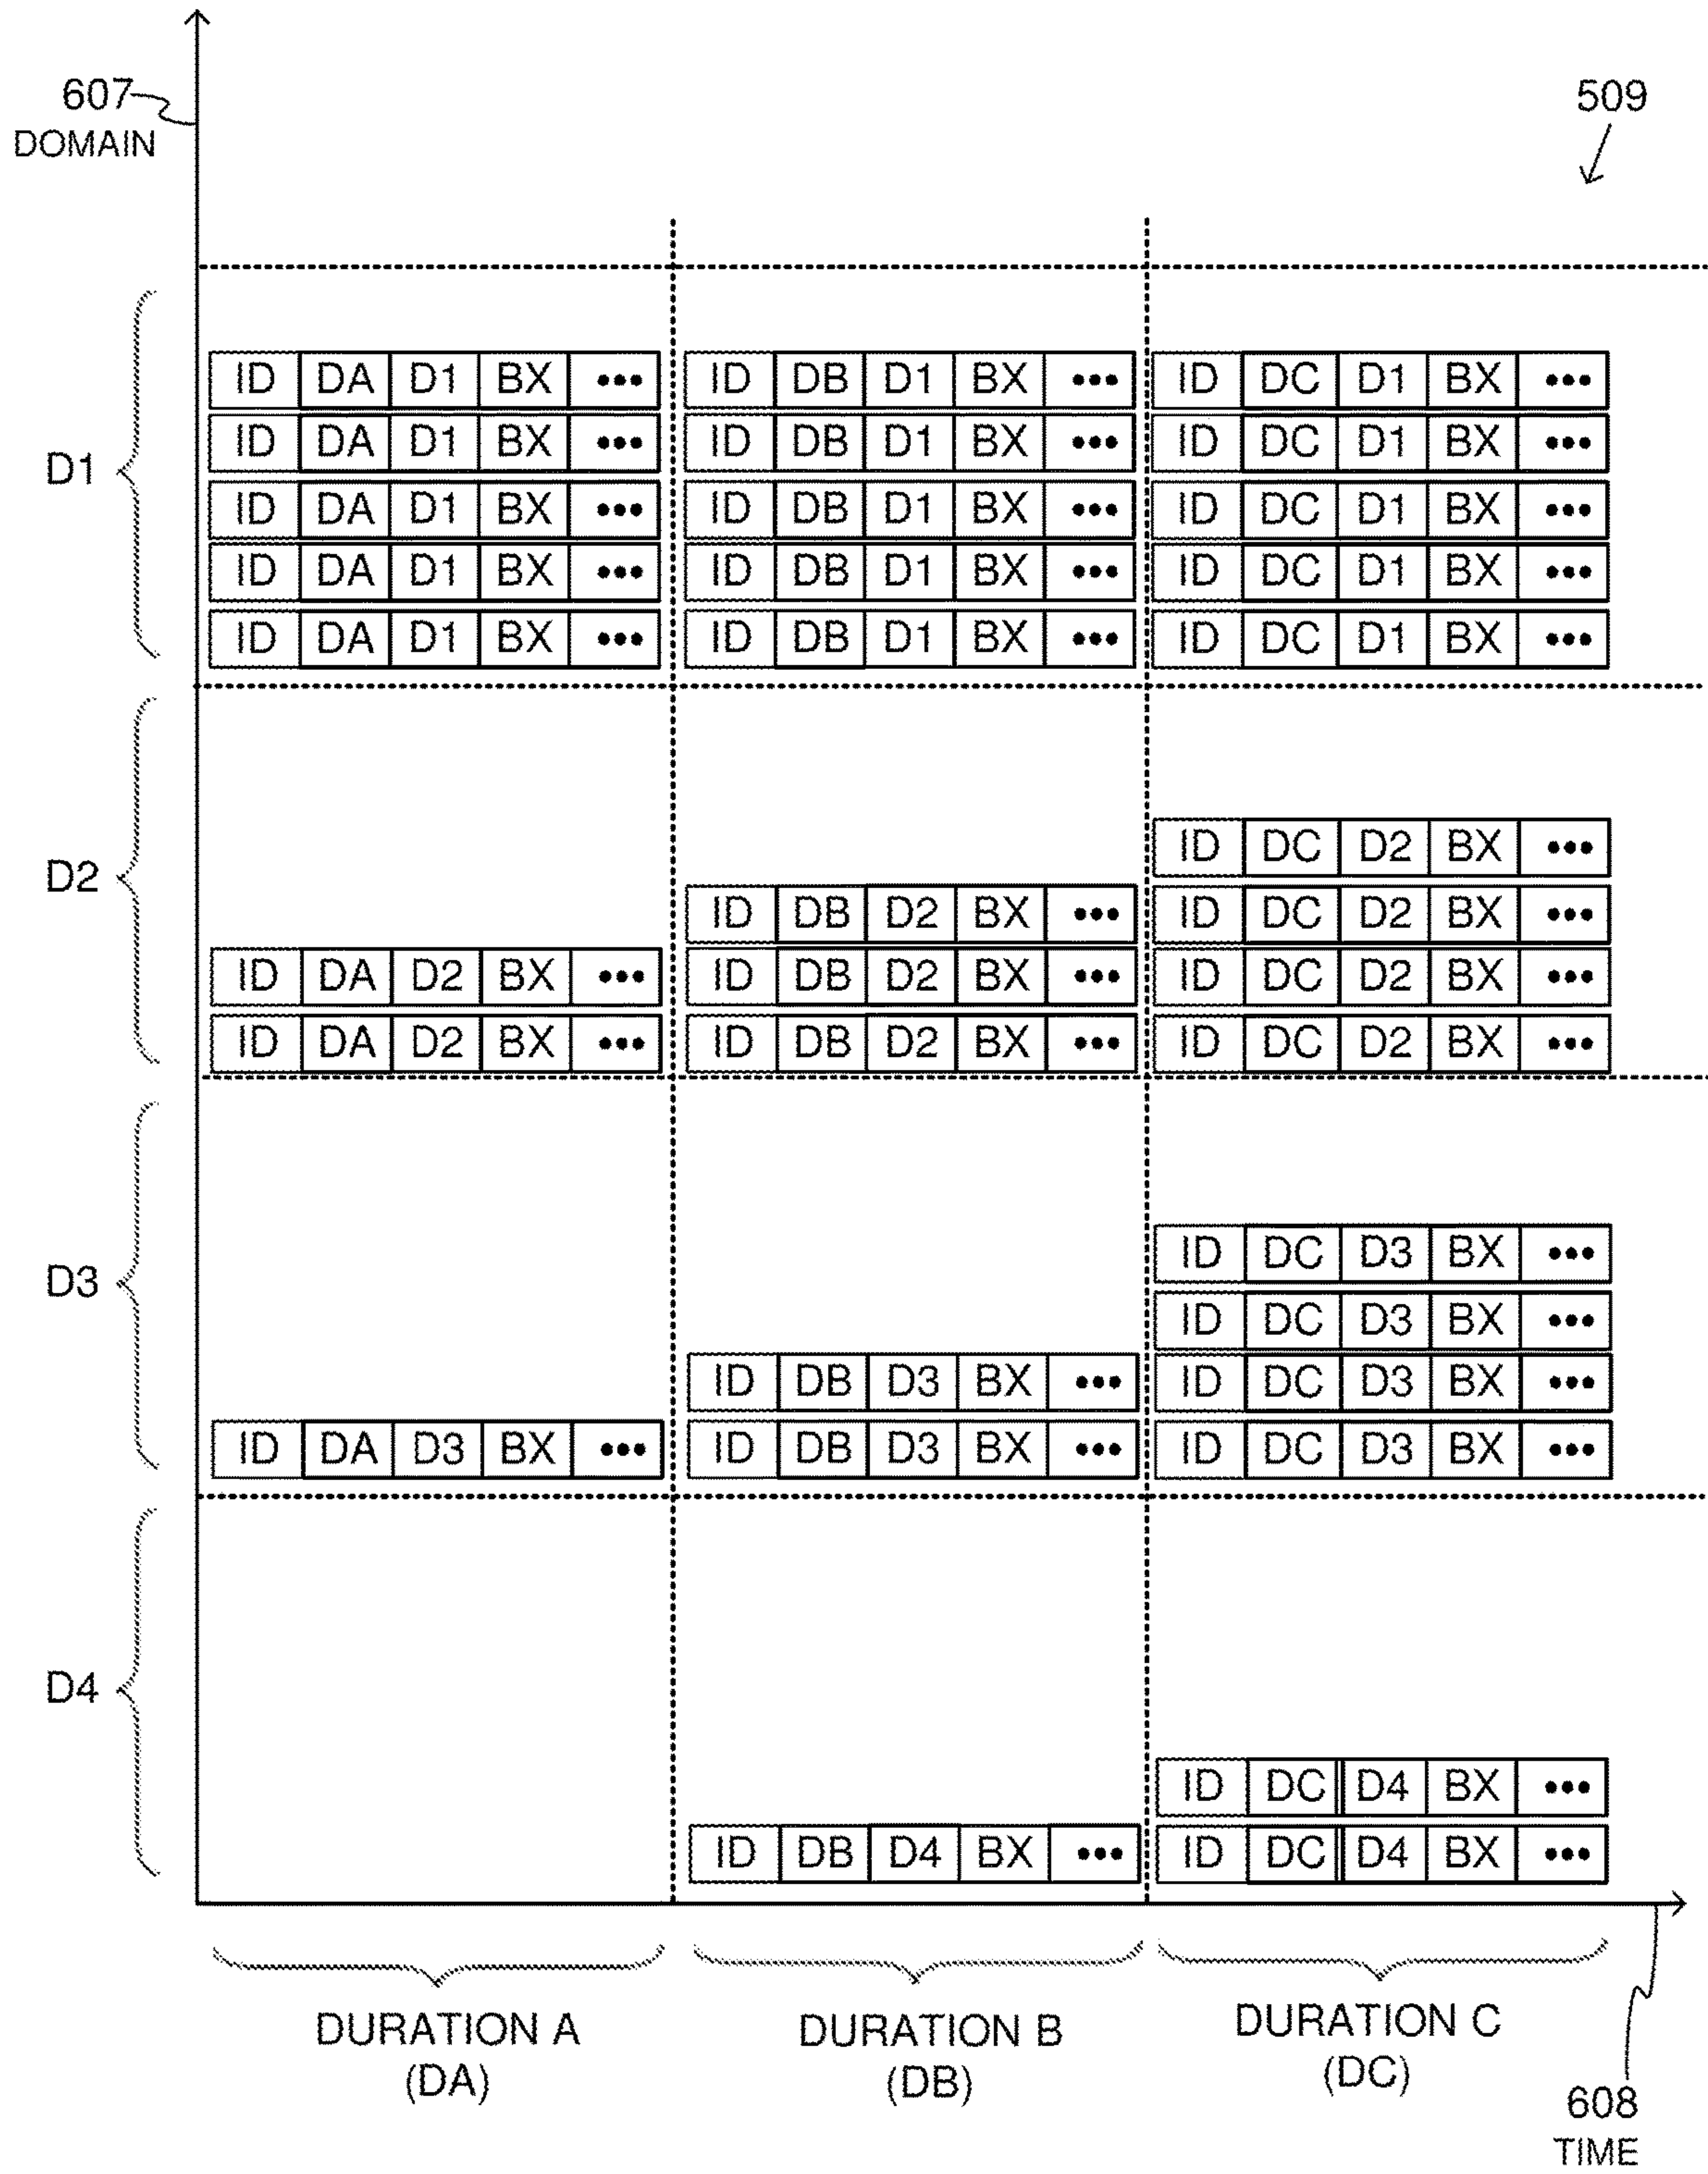 607
DOMAIN
509
D1
ID DA D1 BX ••• ID DB D1 BX ••• ID DC D1 BX •••
ID DA D1 BX ••• ID DB D1 BX ••• ID DC D1 BX •••
ID DA D1 BX ••• ID DB D1 BX ••• ID DC D1 BX •••
ID DA D1 BX ••• ID DB D1 BX ••• ID DC D1 BX •••
ID DA D1 BX ••• ID DB D1 BX ••• ID DC D1 BX •••
D2
ID DC D2 BX •••
ID DB D2 BX ••• ID DC D2 BX •••
ID DA D2 BX ••• ID DB D2 BX ••• ID DC D2 BX •••
ID DA D2 BX ••• ID DB D2 BX ••• ID DC D2 BX •••
D3
ID DC D3 BX •••
ID DC D3 BX •••
ID DB D3 BX ••• ID DC D3 BX •••
ID DA D3 BX ••• ID DB D3 BX ••• ID DC D3 BX •••
D4
ID DC D4 BX •••
ID DB D4 BX ••• ID DC D4 BX •••
DURATION A
(DA)
DURATION B
(DB)
DURATION C
(DC)
608
TIME